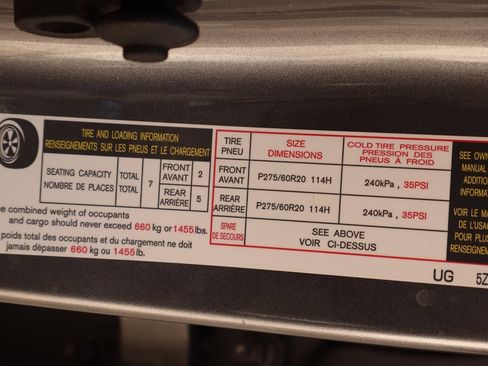 TIRE AND LOADING INFORMATION
RENSEIGNEMENTS SUR LES PNEUS ET LE CHARGEMENT
SEATING CAPACITY TOTAL
NOMBRE DE PLACES TOTAL
7
FRONT
AVANT
2
REAR
ARRIÈRE
5
combined weight of occupants
and cargo should never exceed 660 kg or 1455 lbs.
poids total des occupants et du chargement ne doit
jamais dépasser 660 kg ou 1455 lbs.
TIRE
PNEU
SIZE
DIMENSIONS
COLD TIRE PRESSURE
PRESSION DES
PNEUS À FROID
FRONT
AVANT
P275/60R20 114H
240kPa , 35PSI
REAR
ARRIÈRE
P275/60R20 114H
240kPa , 35PSI
SPARE
DE SECOURS
SEE ABOVE
VOIR CI-DESSUS
SEE OWN
MANUAL
ADDITIO
INFORMA
VOIR LE M
DE L'USAG
POUR PLUS
RENSEIGNEM
UG 5Z